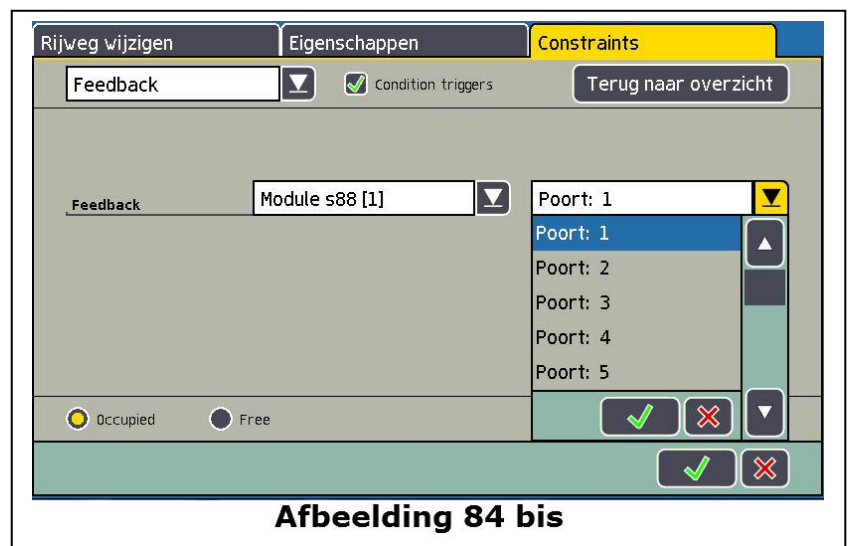 Rijweg wijzigen Eigenschappen Constraints
Feedback Condition triggers Terug naar overzicht
Feedback Module s88 [1] Poort: 1
Poort: 1
Poort: 2
Poort: 3
Poort: 4
Poort: 5
Occupied Free
Afbeelding 84 bis